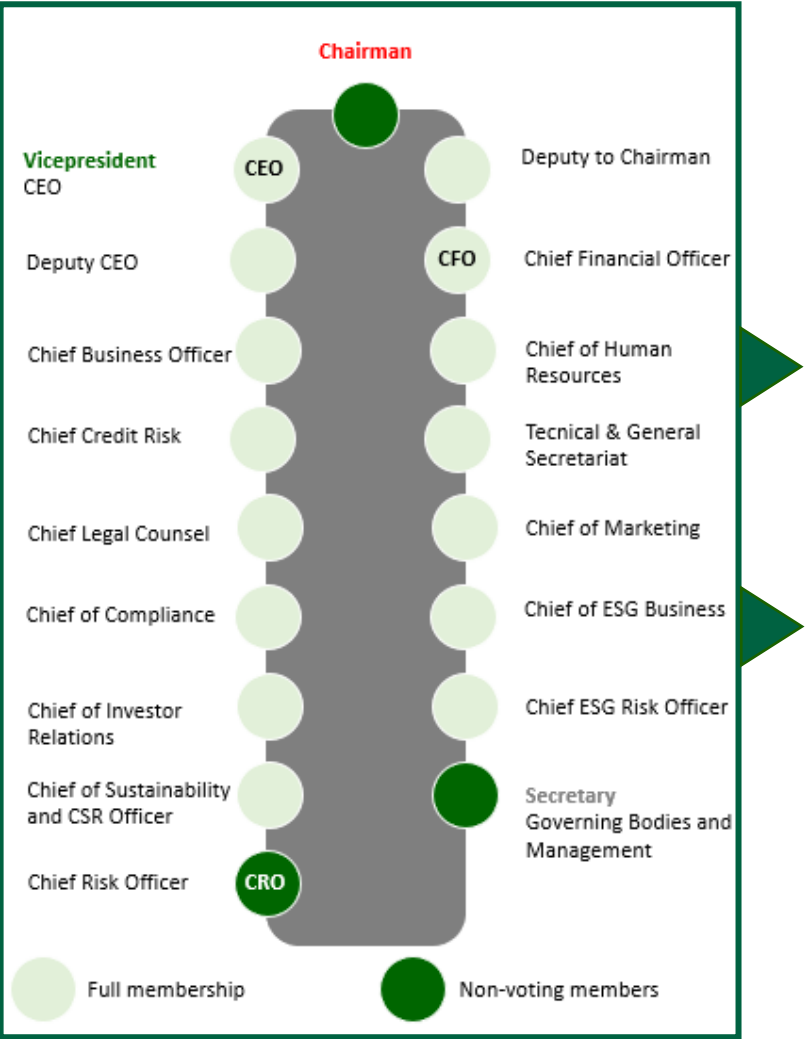 Chairman
Vicepresident
CEO
CEO
Deputy to Chairman
Deputy CEO
CFO
Chief Financial Officer
Chief Business Officer
Chief of Human
Resources
Chief Credit Risk
Tecnical & General
Secretariat
Chief Legal Counsel
Chief of Marketing
Chief of Compliance
Chief of ESG Business
Chief of Investor
Relations
Chief ESG Risk Officer
Chief of Sustainability
and CSR Officer
Secretary
Governing Bodies and
Management
Chief Risk Officer
CRO
Full membership
Non-voting members